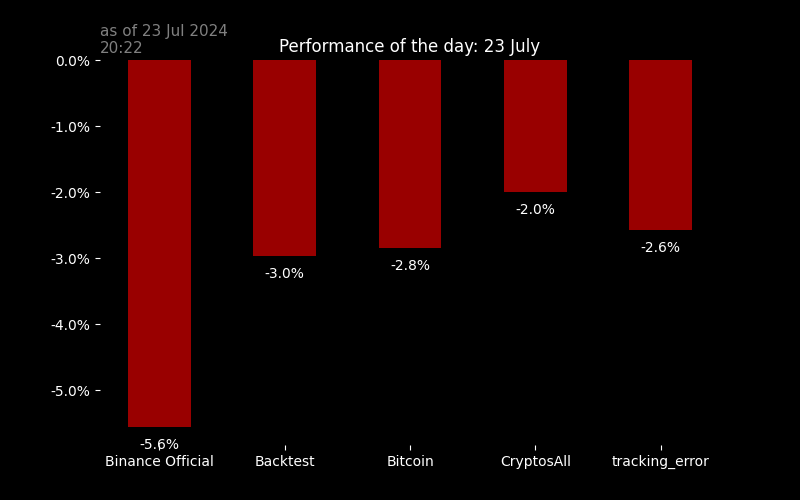 as of 23 Jul 2024
20:22
Performance of the day: 23 July
0.0%
-1.0%
-2.0%
-3.0%
-4.0%
-5.0%
-5.6%
-3.0%
-2.8%
-2.0%
-2.6%
Binance Official
Backtest
Bitcoin
CryptosAll
tracking_error